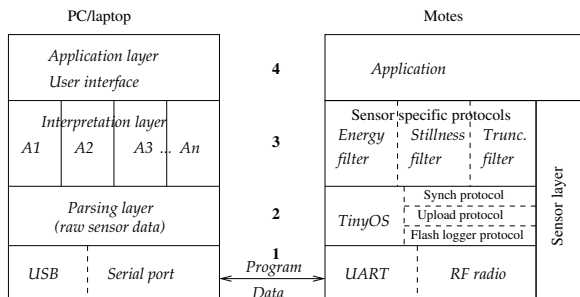 PC/laptop
Motes
Application layer
User interface
4
Application
Interpretation layer
A1 A2 A3 ... An
3
Sensor specific protocols
Energy filter
Stillness filter
Trunc. filter
Sensor layer
Parsing layer
(raw sensor data)
2
TinyOS
Synch protocol
Upload protocol
Flash logger protocol
1
USB
Serial port
Program
Data
UART
RF radio